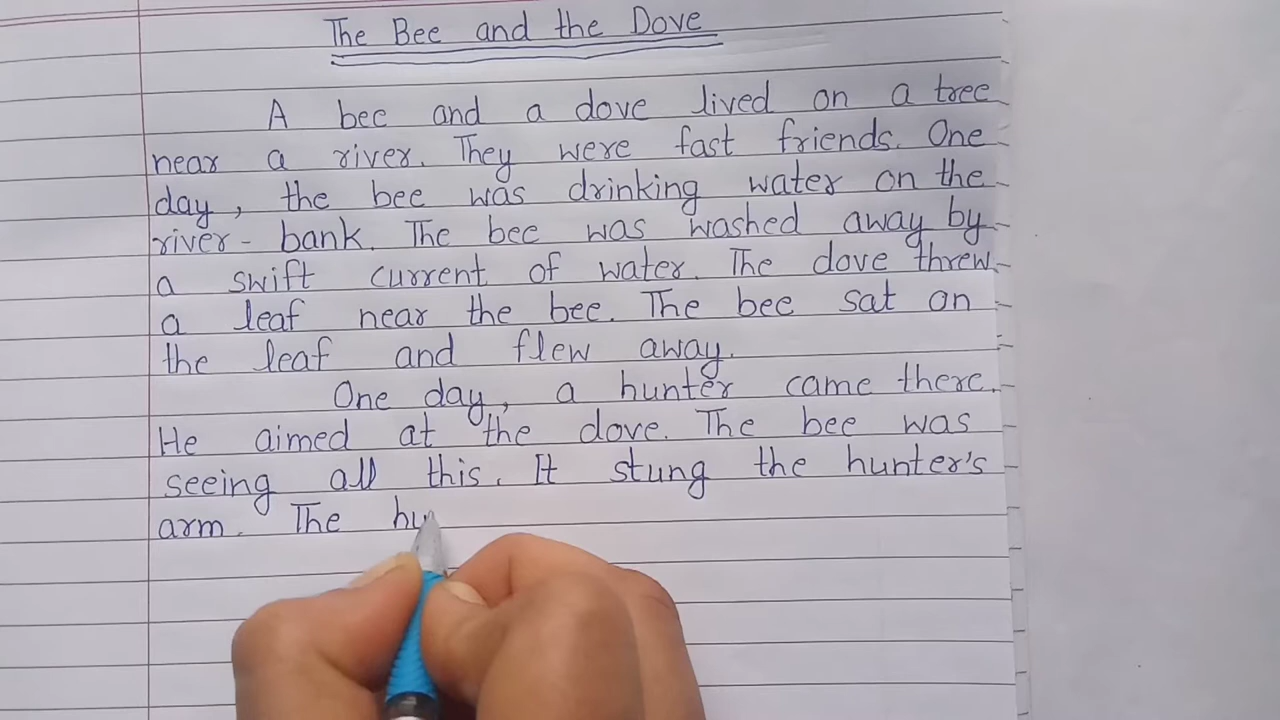 The Bee and the Dove
A bee and a dove lived on a tree
near a river. They were fast friends. One
day, the bee was drinking water on the
river - bank. The bee was washed away by
a swift current of water. The dove threw
a leaf near the bee. The bee sat on
the leaf and flew away.
One day, a hunter came there.
He aimed at the dove. The bee was
seeing all this. It stung the hunter's
arm. The hu